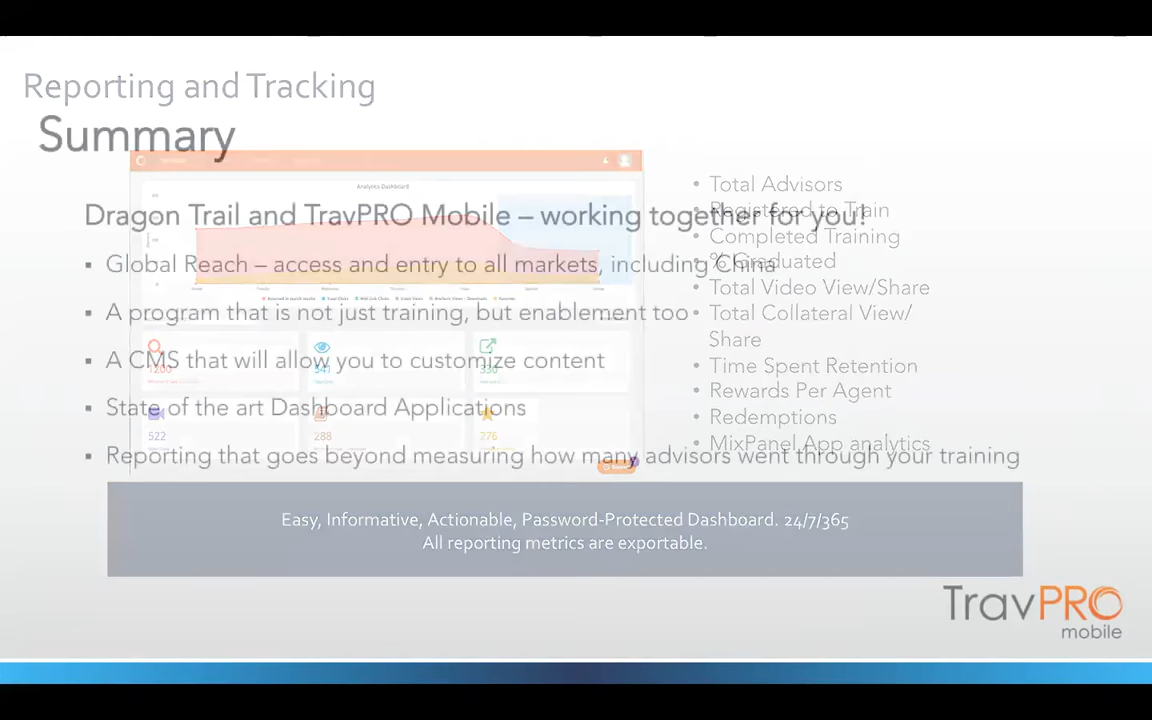 Reporting and Tracking
Summary
Analytics Dashboard
Total Advisors
Dragon Trail and TravPRO Mobile – working together for you!
Registered to Train
Completed Training
▪ Global Reach – access and entry to all markets, including China
• % Graduated
• Total Video View/Share
▪ A program that is not just training, but enablement too
• Total Collateral View/
Share
▪ A CMS that will allow you to customize content
1200
541
330
• Time Spent Retention
• Rewards Per Agent
▪ State of the art Dashboard Applications
• Redemptions
522
288
776
• MixPanel App analytics
▪ Reporting that goes beyond measuring how many advisors went through your training
Easy, Informative, Actionable, Password-Protected Dashboard. 24/7/365
All reporting metrics are exportable.
TravPRO
mobile